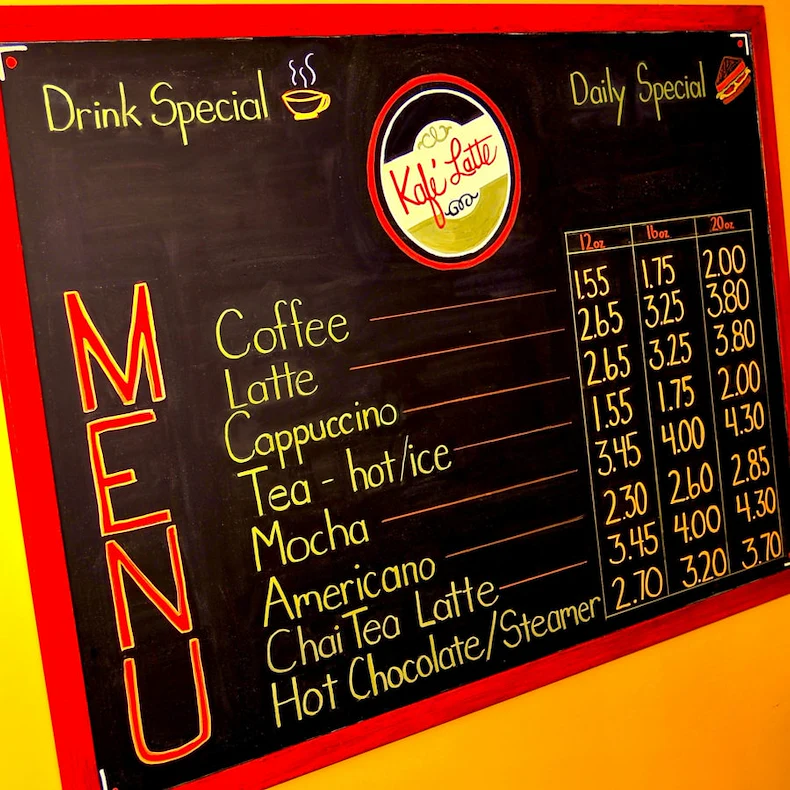 Drink Special
Daily Special
Kafé Latte
MENU
12oz 16oz 20oz
Coffee 1.55 1.75 2.00
Latte 2.65 3.25 3.80
Cappuccino 2.65 3.25 3.80
Tea - hot/ice 1.55 1.75 2.00
Mocha 3.45 4.00 4.30
Americano 2.30 2.60 2.85
Chai Tea Latte 3.45 4.00 4.30
Hot Chocolate/Steamer 2.70 3.20 3.70